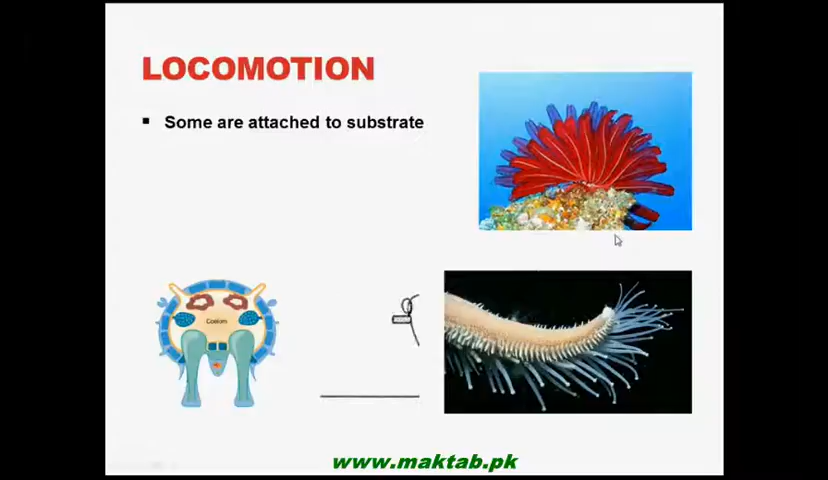 LOCOMOTION
▪ Some are attached to substrate
Coelom
www.maktab.pk